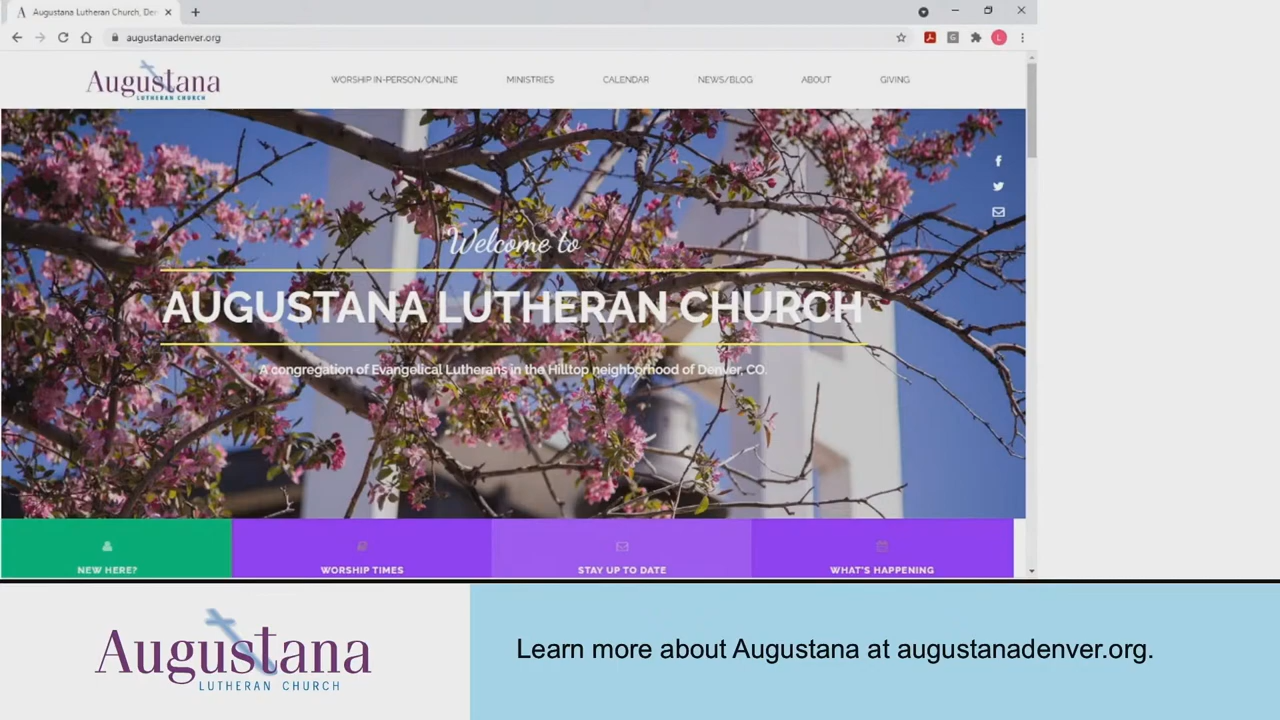 Augustana Lutheran Church, De
augustanadenver.org
L
Augustana
LUTHERAN CHURCH
WORSHIP IN-PERSON/ONLINE
MINISTRIES
CALENDAR
NEWS/BLOG
ABOUT
GIVING
Welcome to
AUGUSTANA LUTHERAN CHURCH
A congregation of Evangelical Lutherans in the Hilltop neighborhood of Denver, CO.
NEW HERE?
WORSHIP TIMES
STAY UP TO DATE
WHAT'S HAPPENING
Augustana
LUTHERAN CHURCH
Learn more about Augustana at augustanadenver.org.